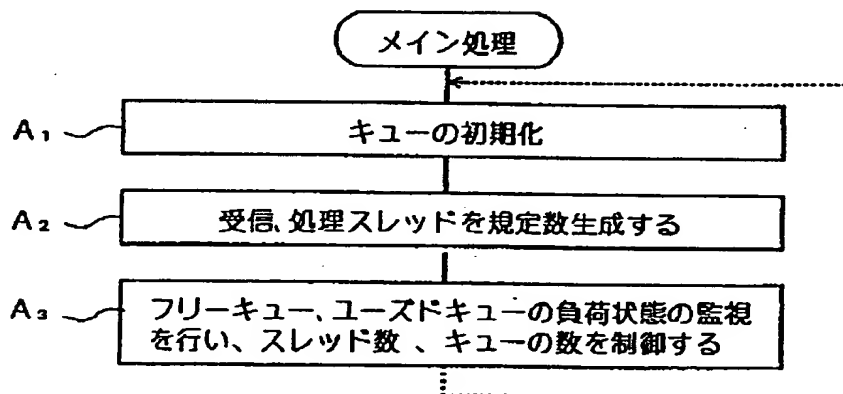 メイン処理
A₁
キューの初期化
A₂
受信、処理スレッドを規定数生成する
A₃
フリーキュー、ユーズドキューの負荷状態の監視
を行い、スレッド数、キューの数を制御する